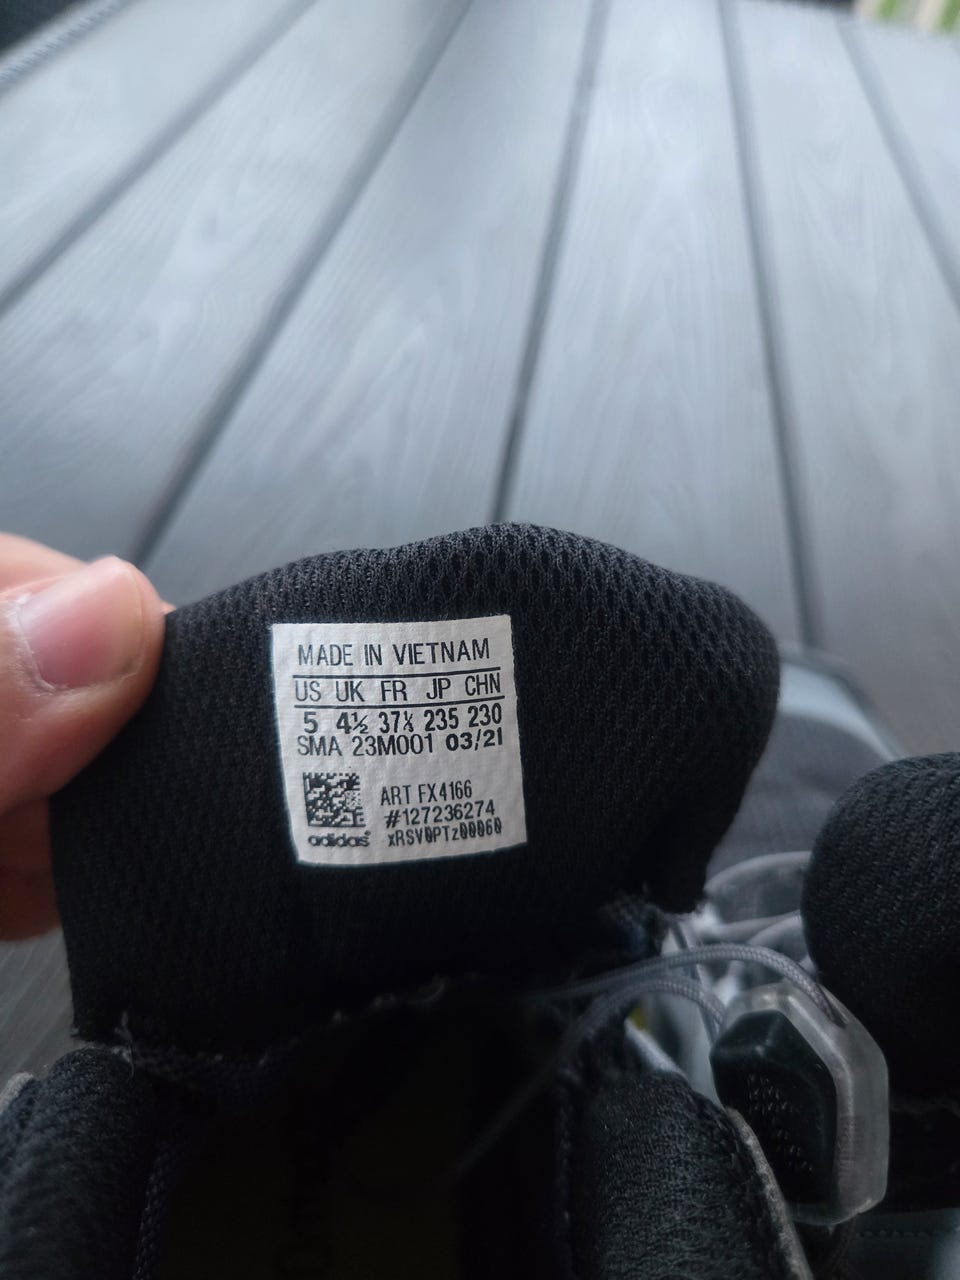 MADE IN VIETNAM
US UK FR JP CHN
5 4½ 37⅓ 235 230
SMA 23M001 03/21
ART FX4166
#127236274
adidas xRSV0PTz00060